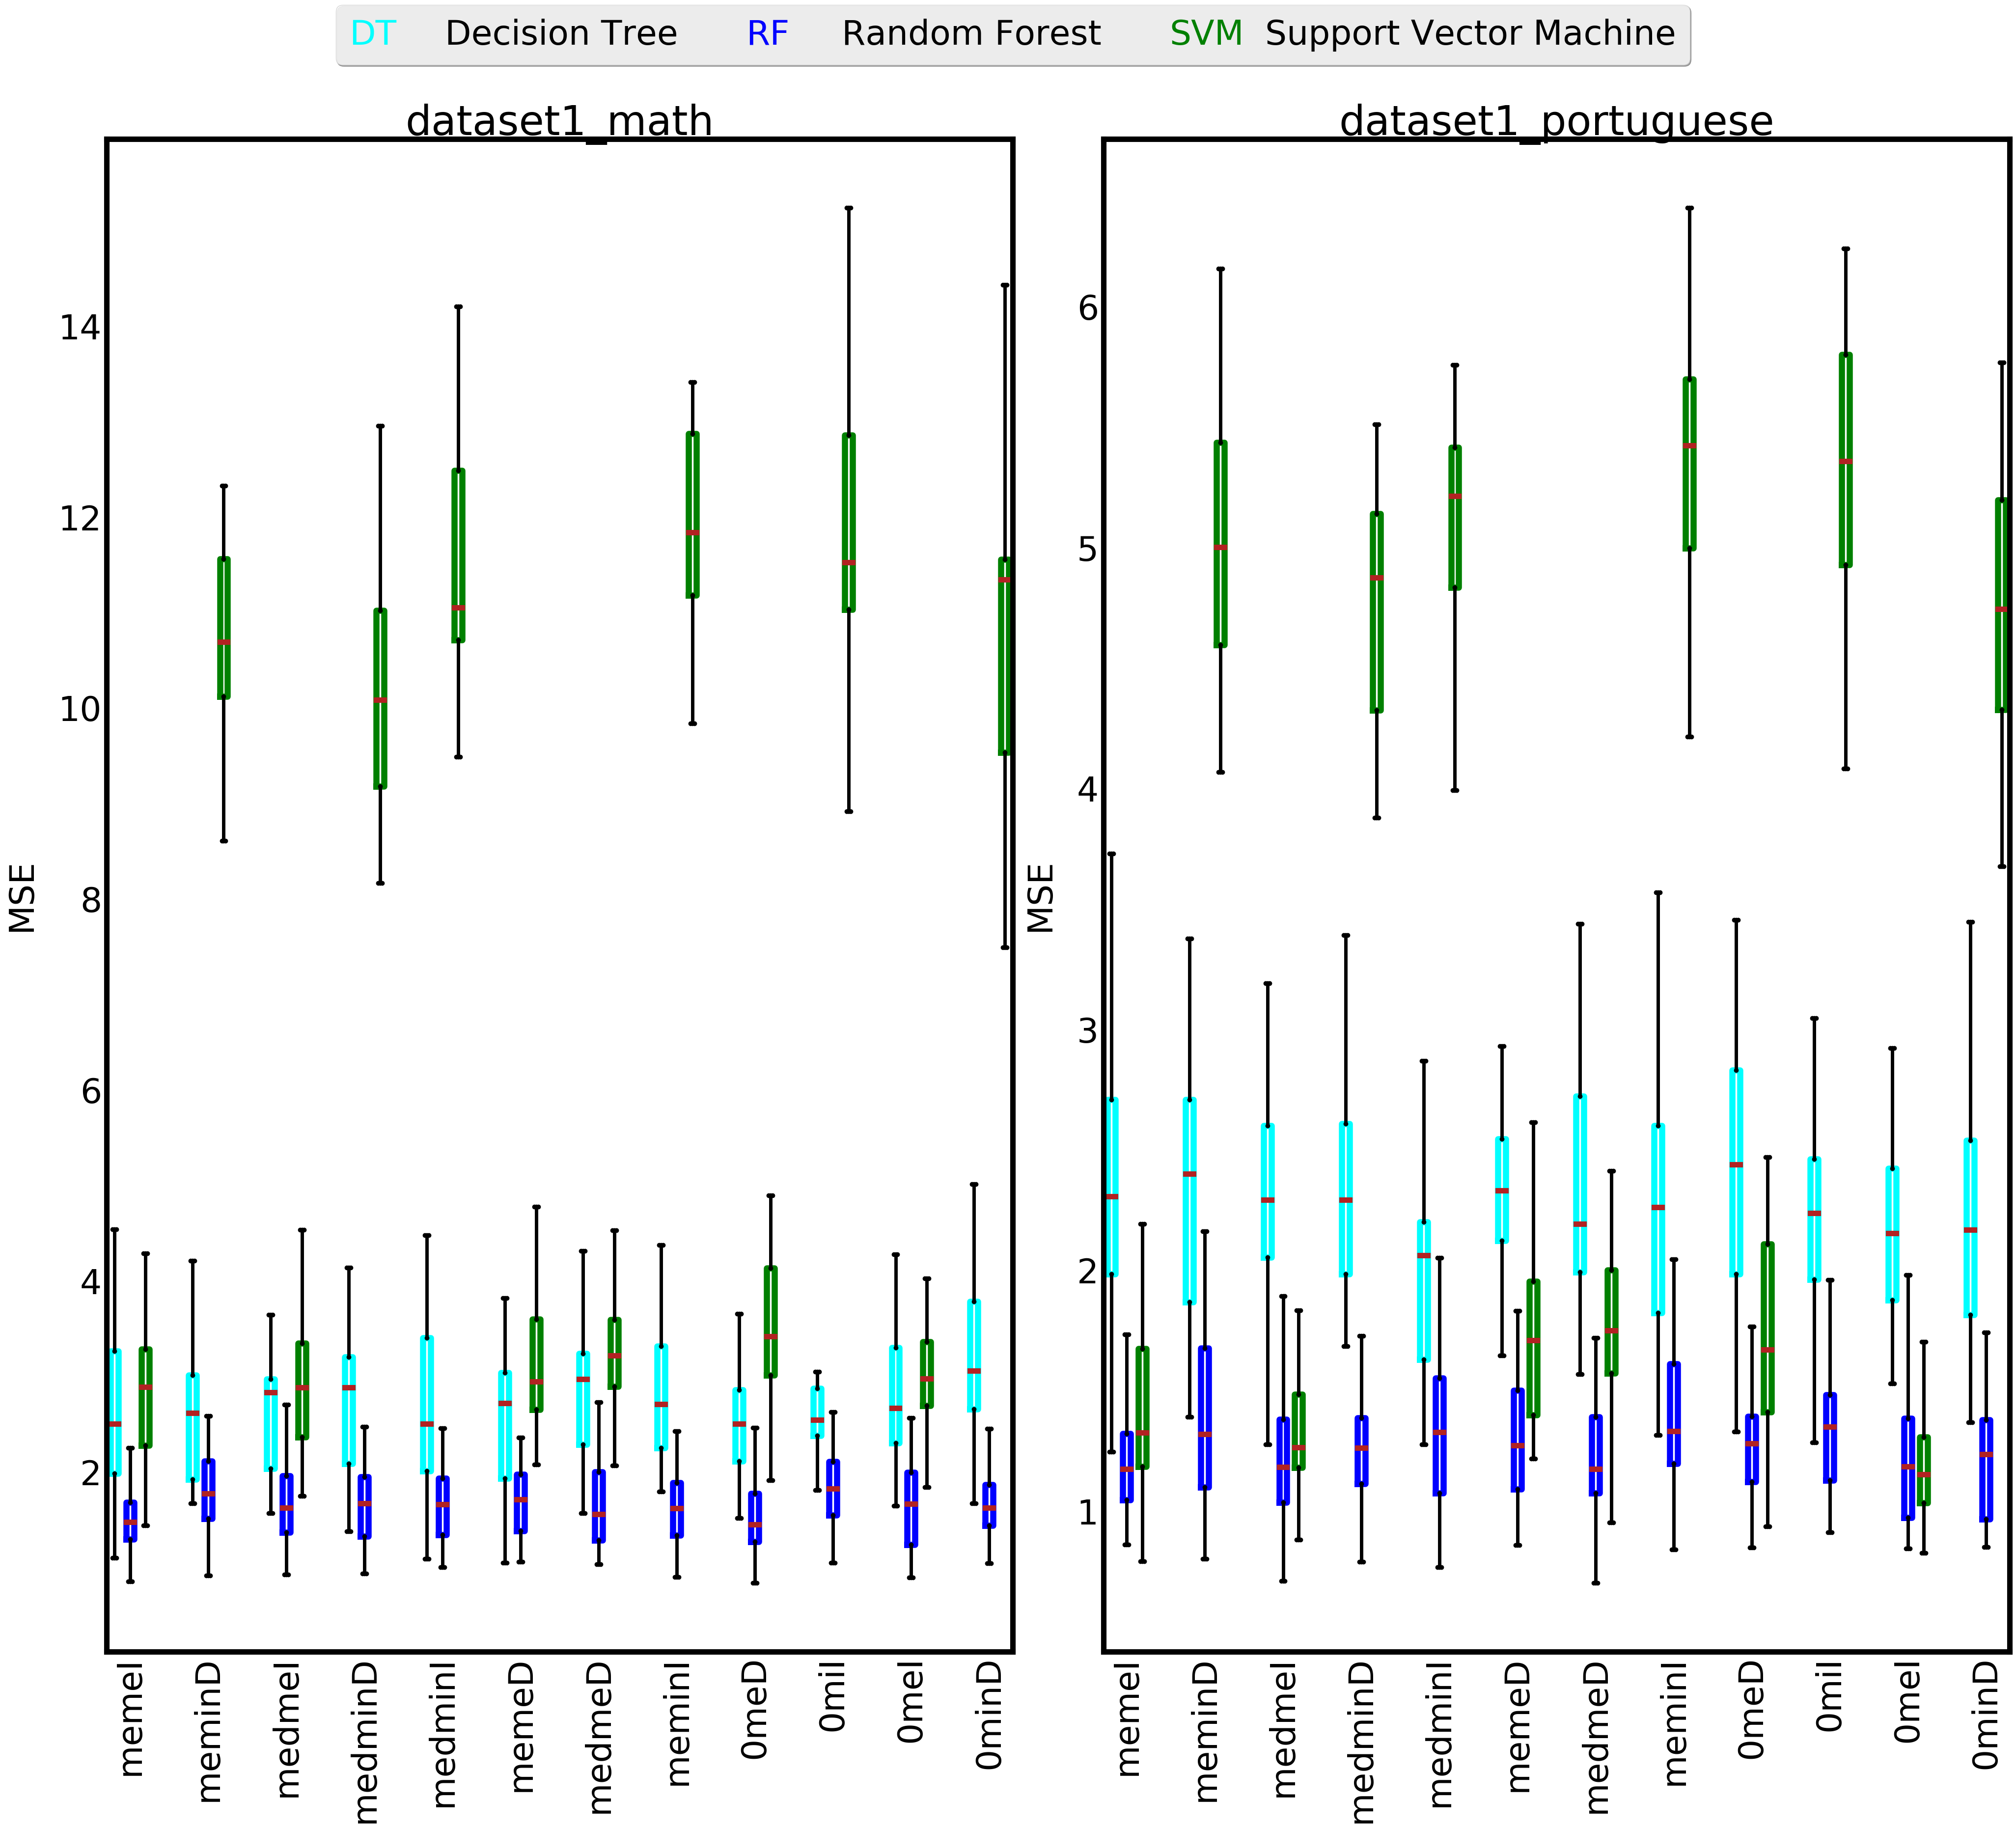 DT Decision Tree RF Random Forest SVM Support Vector Machine
dataset1_math
14
12
10
8
6
4
2
MSE
memeI
meminD
medmeI
medminD
medminI
memeD
medmeD
meminI
0meD
0miI
0meI
0minD
dataset1_portuguese
6
5
4
3
2
1
MSE
memeI
meminD
medmeI
medminD
medminI
memeD
medmeD
meminI
0meD
0miI
0meI
0minD